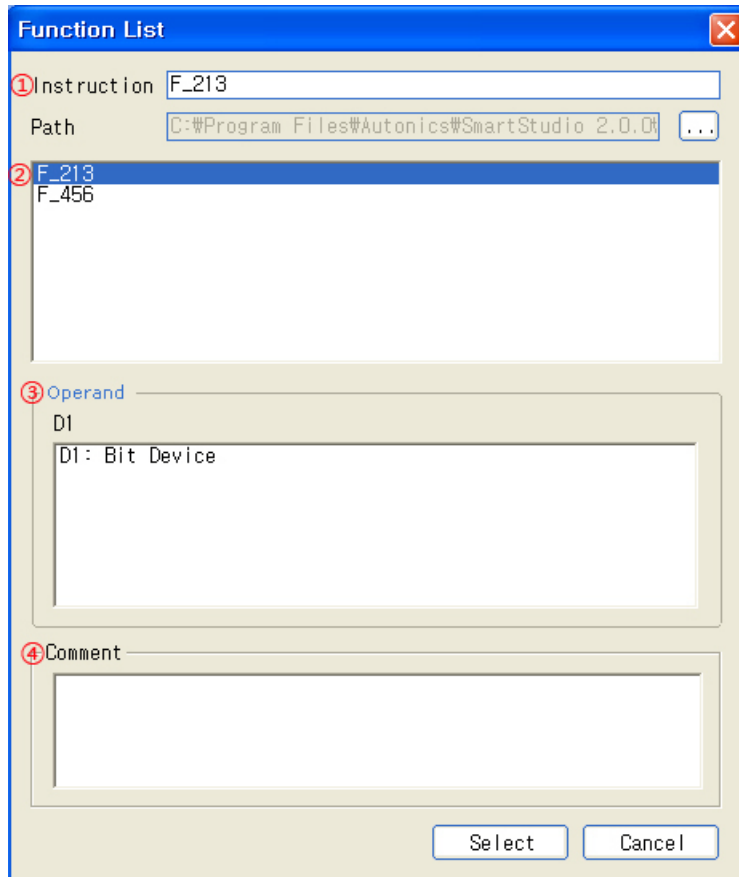 Function List
①Instruction F_213
Path C:₩Program Files₩Autonics₩SmartStudio 2.0.0 ...
②F_213
F_456
③Operand
D1
D1: Bit Device
④Comment
Select Cancel